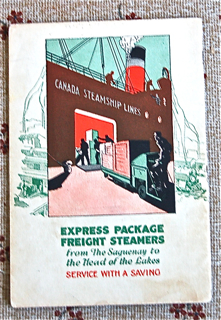 CANADA STEAMSHIP LINES
EXPRESS PACKAGE
FREIGHT STEAMERS
from The Saguenay to
the Head of the Lakes
SERVICE WITH A SAVING